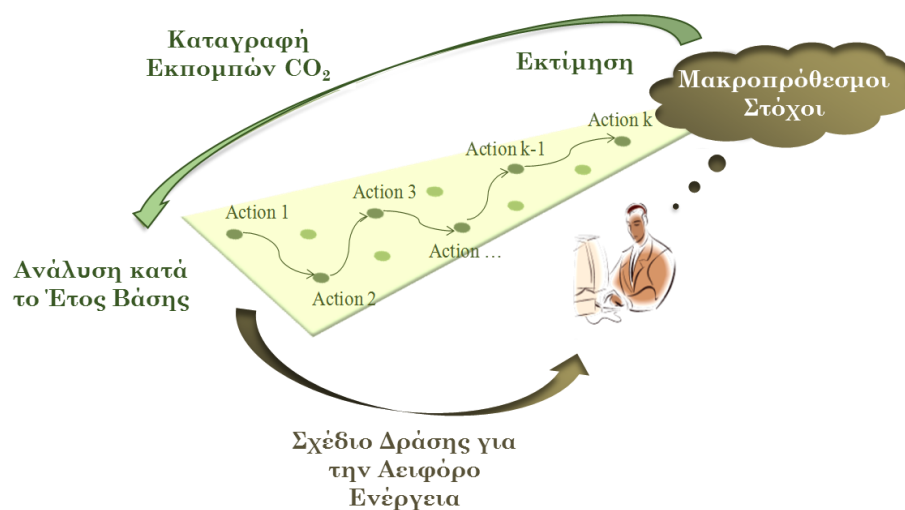 Καταγραφή
Εκπομπών CO₂
Εκτίμηση
Μακροπρόθεσμοι
Στόχοι
Action k
Action k-1
Action 3
Action 1
Action …
Action 2
Ανάλυση κατά
το Έτος Βάσης
Σχέδιο Δράσης για
την Αειφόρο
Ενέργεια